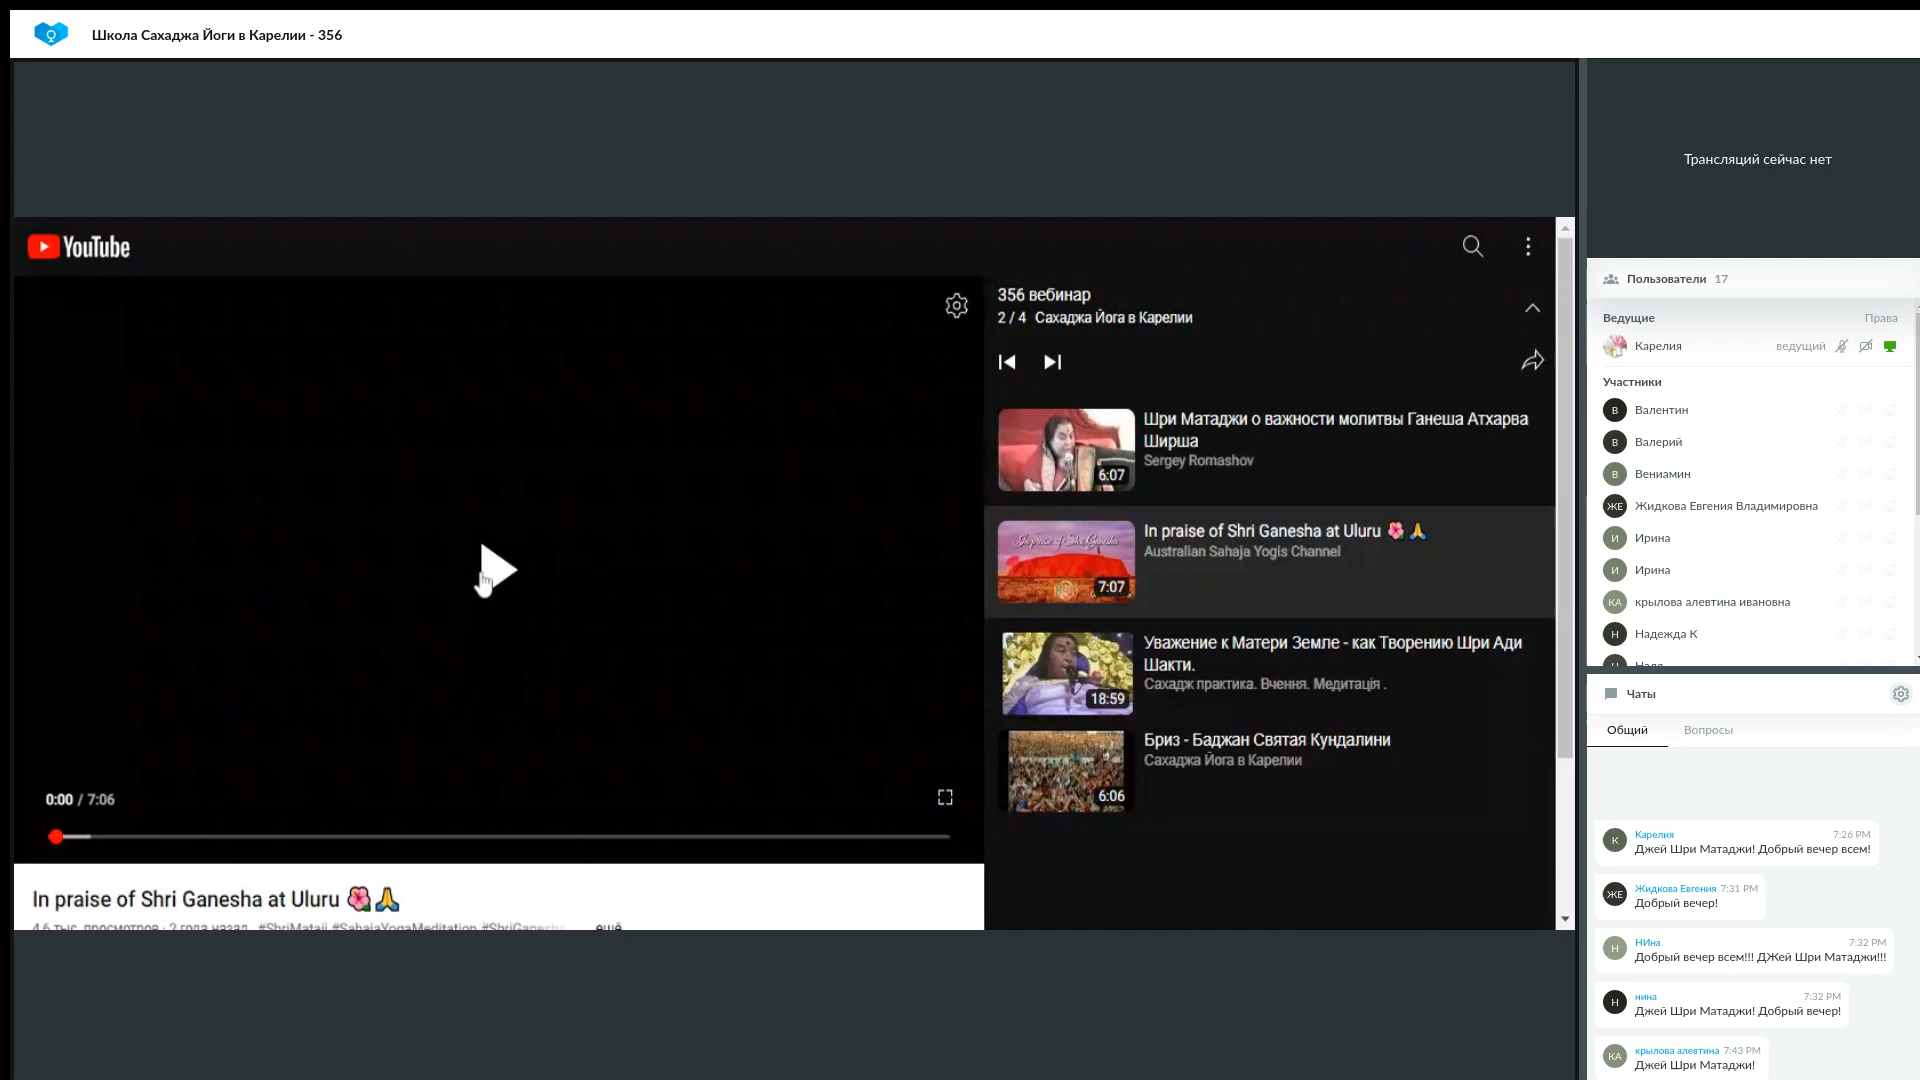 Школа Сахаджа Йоги в Карелии - 356
YouTube
0:00 / 7:06
In praise of Shri Ganesha at Uluru 🌺🙏
4,6 тыс. просмотров · 2 года назад #ShriMataji #SahajaYogaMeditation #ShriGanesha ещё
356 вебинар
2 / 4 Сахаджа Йога в Карелии
Шри Матаджи о важности молитвы Ганеша Атхарва
Ширша
Sergey Romashov
6:07
In praise of Shri Ganesha at Uluru 🌺🙏
Australian Sahaja Yogis Channel
In praise of Shri Ganesha
7:07
Уважение к Матери Земле - как Творению Шри Ади
Шакти.
Сахадж практика. Вчення. Медитація .
18:59
Бриз - Баджан Святая Кундалини
Сахаджа Йога в Карелии
6:06
Трансляций сейчас нет
Пользователи 17
Ведущие Права
Карелия ведущий
Участники
В Валентин
В Валерий
В Вениамин
ЖЕ Жидкова Евгения Владимировна
И Ирина
И Ирина
КА крылова алевтина ивановна
Н Надежда К
Н Надя
Чаты
Общий Вопросы
К Карелия 7:26 PM
Джей Шри Матаджи! Добрый вечер всем!
ЖЕ Жидкова Евгения 7:31 PM
Добрый вечер!
Н НИна 7:32 PM
Добрый вечер всем!!! ДЖей Шри Матаджи!!!
Н нина 7:32 PM
Джей Шри Матаджи! Добрый вечер!
КА крылова алевтина 7:43 PM
Джей Шри Матаджи!